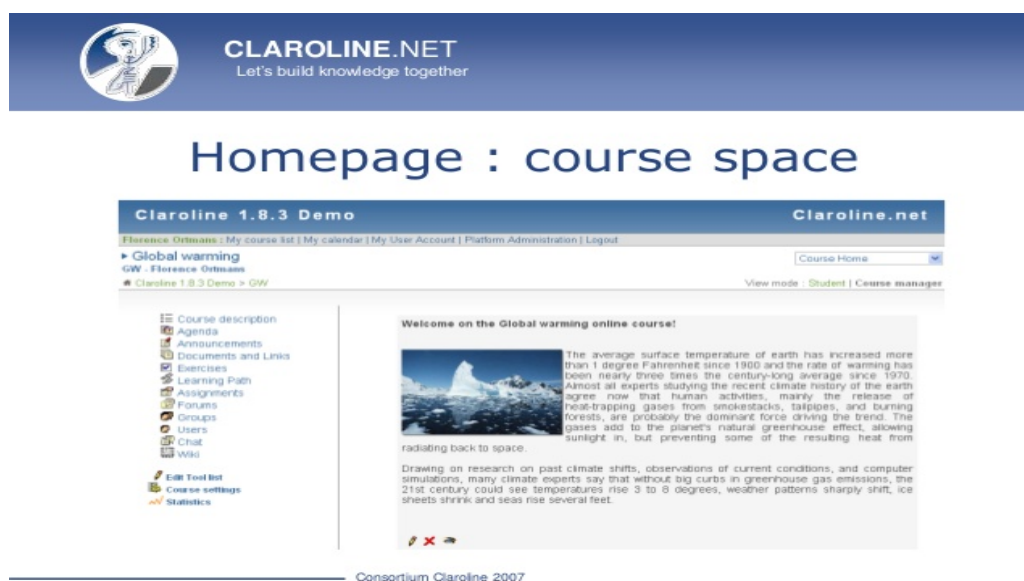 CLAROLINE.NET
Let's build knowledge together
Homepage : course space
Claroline 1.8.3 Demo
Claroline.net
Florence Ortmans : My course list | My calendar | My User Account | Platform Administration | Logout
Global warming
Course Home
GW - Florence Ortmans
Claroline 1.8.3 Demo > GW
View mode : Student | Course manager
Course description
Agenda
Announcements
Documents and Links
Exercises
Learning Path
Assignments
Forums
Groups
Users
Chat
Wiki
Edit Tool list
Course settings
Statistics
Welcome on the Global warming online course!
The average surface temperature of earth has increased more
than 1 degree Fahrenheit since 1900 and the rate of warming has
been nearly three times the century-long average since 1970.
Almost all experts studying the recent climate history of the earth
agree now that human activities, mainly the release of
heat-trapping gases from smokestacks, tailpipes, and burning
forests, are probably the dominant force driving the trend. The
gases add to the planet's natural greenhouse effect, allowing
sunlight in, but preventing some of the resulting heat from
radiating back to space.
Drawing on research on past climate shifts, observations of current conditions, and computer
simulations, many climate experts say that without big curbs in greenhouse gas emissions, the
21st century could see temperatures rise 3 to 8 degrees, weather patterns sharply shift, ice
sheets shrink and seas rise several feet.
Consortium Claroline 2007